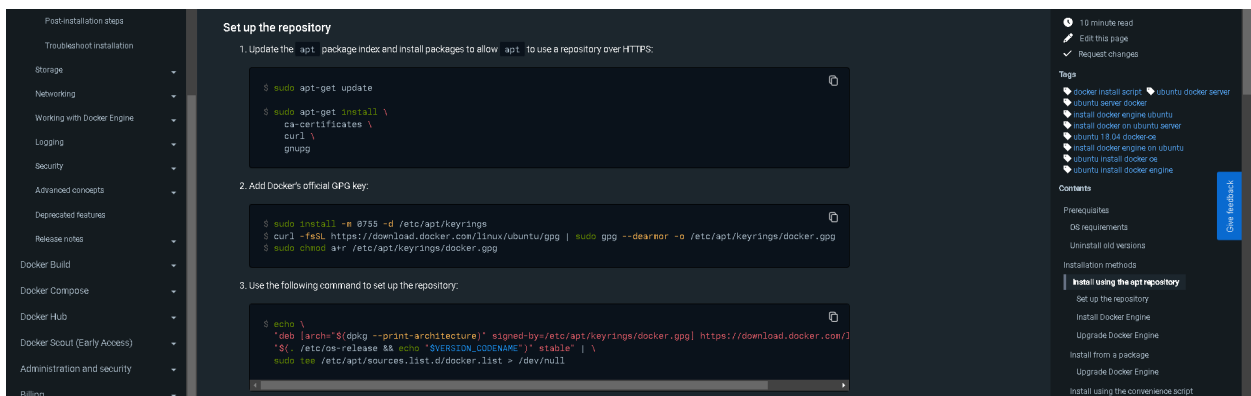 Post-installation steps
Troubleshoot installation
Storage
Networking
Working with Docker Engine
Logging
Security
Advanced concepts
Deprecated features
Release notes
Docker Build
Docker Compose
Docker Hub
Docker Scout (Early Access)
Administration and security
Billing
Set up the repository
1. Update the apt package index and install packages to allow apt to use a repository over HTTPS:
$ sudo apt-get update
$ sudo apt-get install \
ca-certificates \
curl \
gnupg
2. Add Docker's official GPG key:
$ sudo install -m 0755 -d /etc/apt/keyrings
$ curl -fsSL https://download.docker.com/linux/ubuntu/gpg | sudo gpg --dearmor -o /etc/apt/keyrings/docker.gpg
$ sudo chmod a+r /etc/apt/keyrings/docker.gpg
3. Use the following command to set up the repository:
$ echo \
"deb [arch="$(dpkg --print-architecture)" signed-by=/etc/apt/keyrings/docker.gpg] https://download.docker.com/l
"$(. /etc/os-release && echo "$VERSION_CODENAME")" stable" | \
sudo tee /etc/apt/sources.list.d/docker.list > /dev/null
10 minute read
Edit this page
Request changes
Tags
docker install script ubuntu docker server
ubuntu server docker
install docker engine ubuntu
install docker on ubuntu server
ubuntu 18.04 docker-ce
install docker engine on ubuntu
ubuntu install docker ce
ubuntu install docker engine
Contents
Prerequisites
OS requirements
Uninstall old versions
Installation methods
Install using the apt repository
Set up the repository
Install Docker Engine
Upgrade Docker Engine
Install from a package
Upgrade Docker Engine
Install using the convenience script
Give feedback